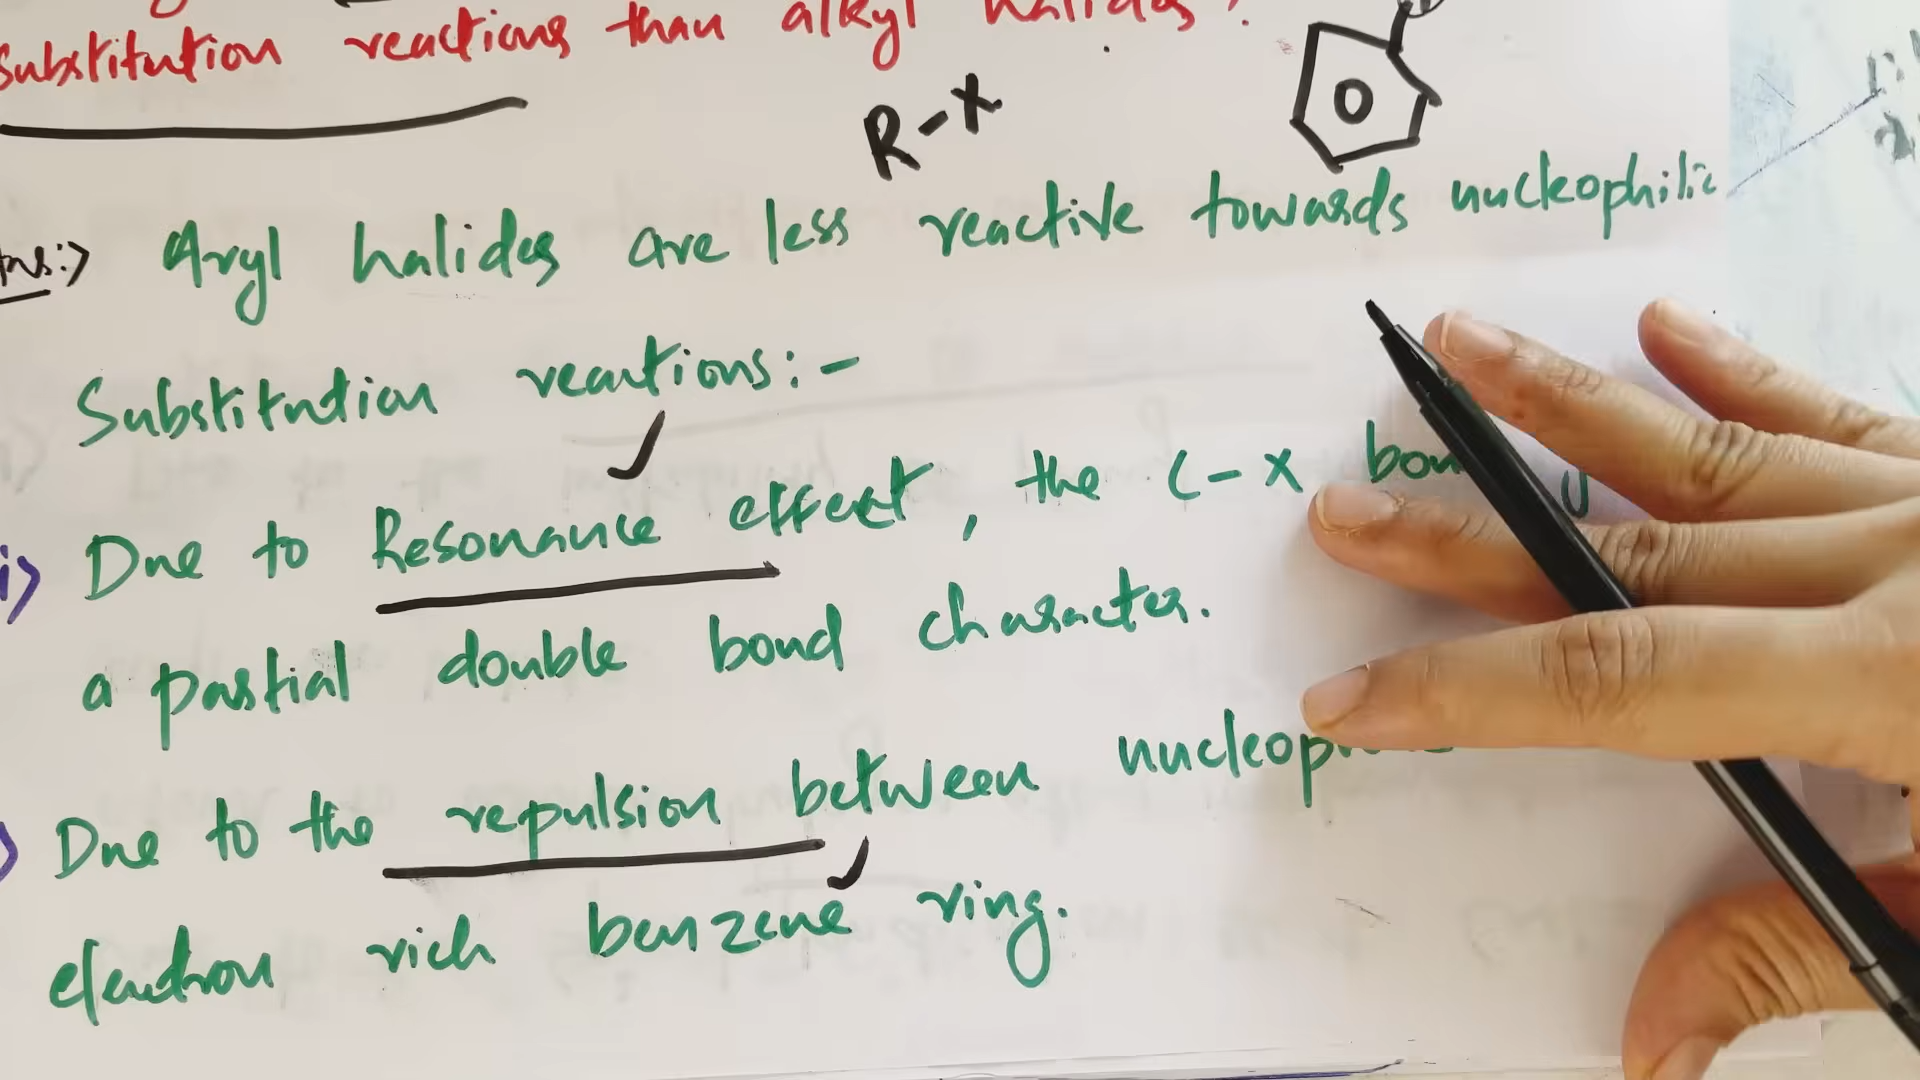 substitution reactions than alkyl halides?
R-X
Ans:> Aryl halides are less reactive towards nucleophilic
Substitution reactions:-
i> Due to Resonance effect, the C-X
a partial double bond character.
Due to the repulsion between
electron rich benzene ring.